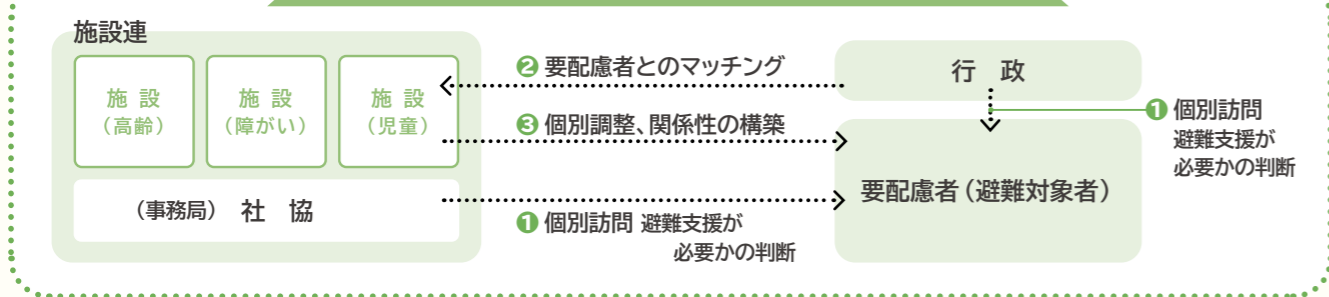 施設連
施 設
（高齢）
施 設
（障がい）
施 設
（児童）
（事務局） 社 協
❷ 要配慮者とのマッチング
❸ 個別調整、関係性の構築
❶ 個別訪問 避難支援が
必要かの判断
行 政
要配慮者（避難対象者）
❶ 個別訪問
避難支援が
必要かの判断